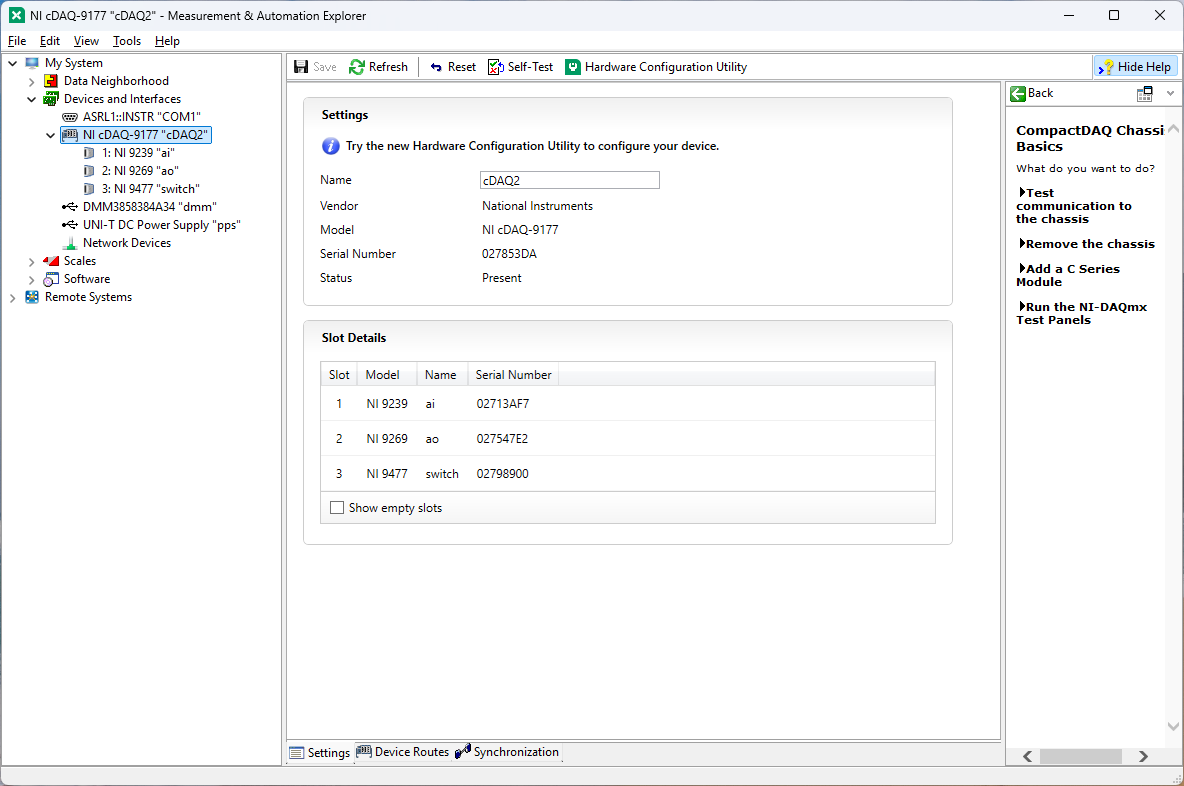 NI cDAQ-9177 "cDAQ2" - Measurement & Automation Explorer
File Edit View Tools Help
My System
Data Neighborhood
Devices and Interfaces
ASRL1::INSTR "COM1"
NI cDAQ-9177 "cDAQ2"
1: NI 9239 "ai"
2: NI 9269 "ao"
3: NI 9477 "switch"
DMM3858384A34 "dmm"
UNI-T DC Power Supply "pps"
Network Devices
Scales
Software
Remote Systems
Save Refresh Reset Self-Test Hardware Configuration Utility Hide Help
Settings
Try the new Hardware Configuration Utility to configure your device.
Name cDAQ2
Vendor National Instruments
Model NI cDAQ-9177
Serial Number 027853DA
Status Present
Slot Details
Slot Model Name Serial Number
1 NI 9239 ai 02713AF7
2 NI 9269 ao 027547E2
3 NI 9477 switch 02798900
Show empty slots
Settings Device Routes Synchronization
Back
CompactDAQ Chassi
Basics
What do you want to do?
Test
communication to
the chassis
Remove the chassis
Add a C Series
Module
Run the NI-DAQmx
Test Panels